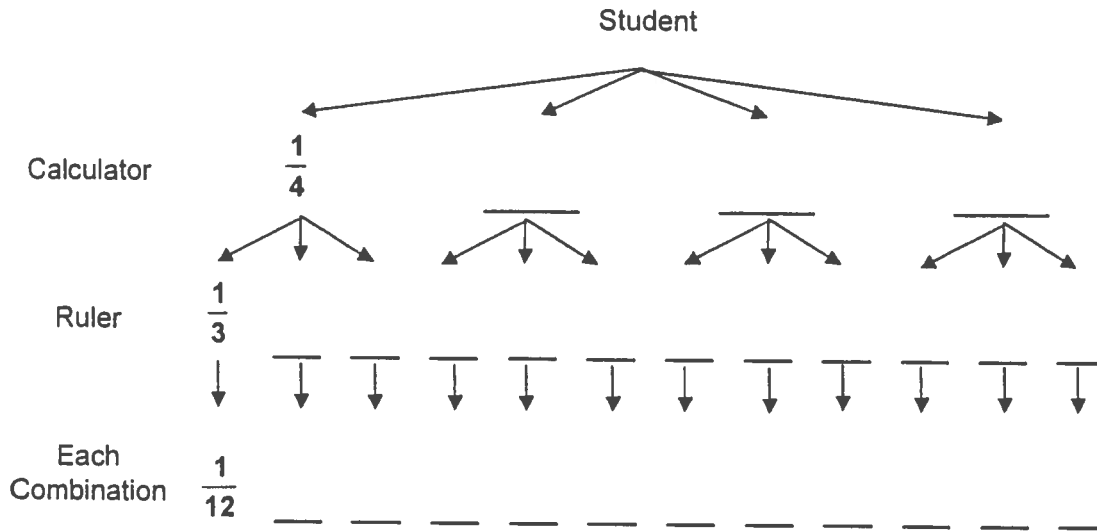 Student
Calculator
1
4
Ruler
1
3
Each
Combination
1
12